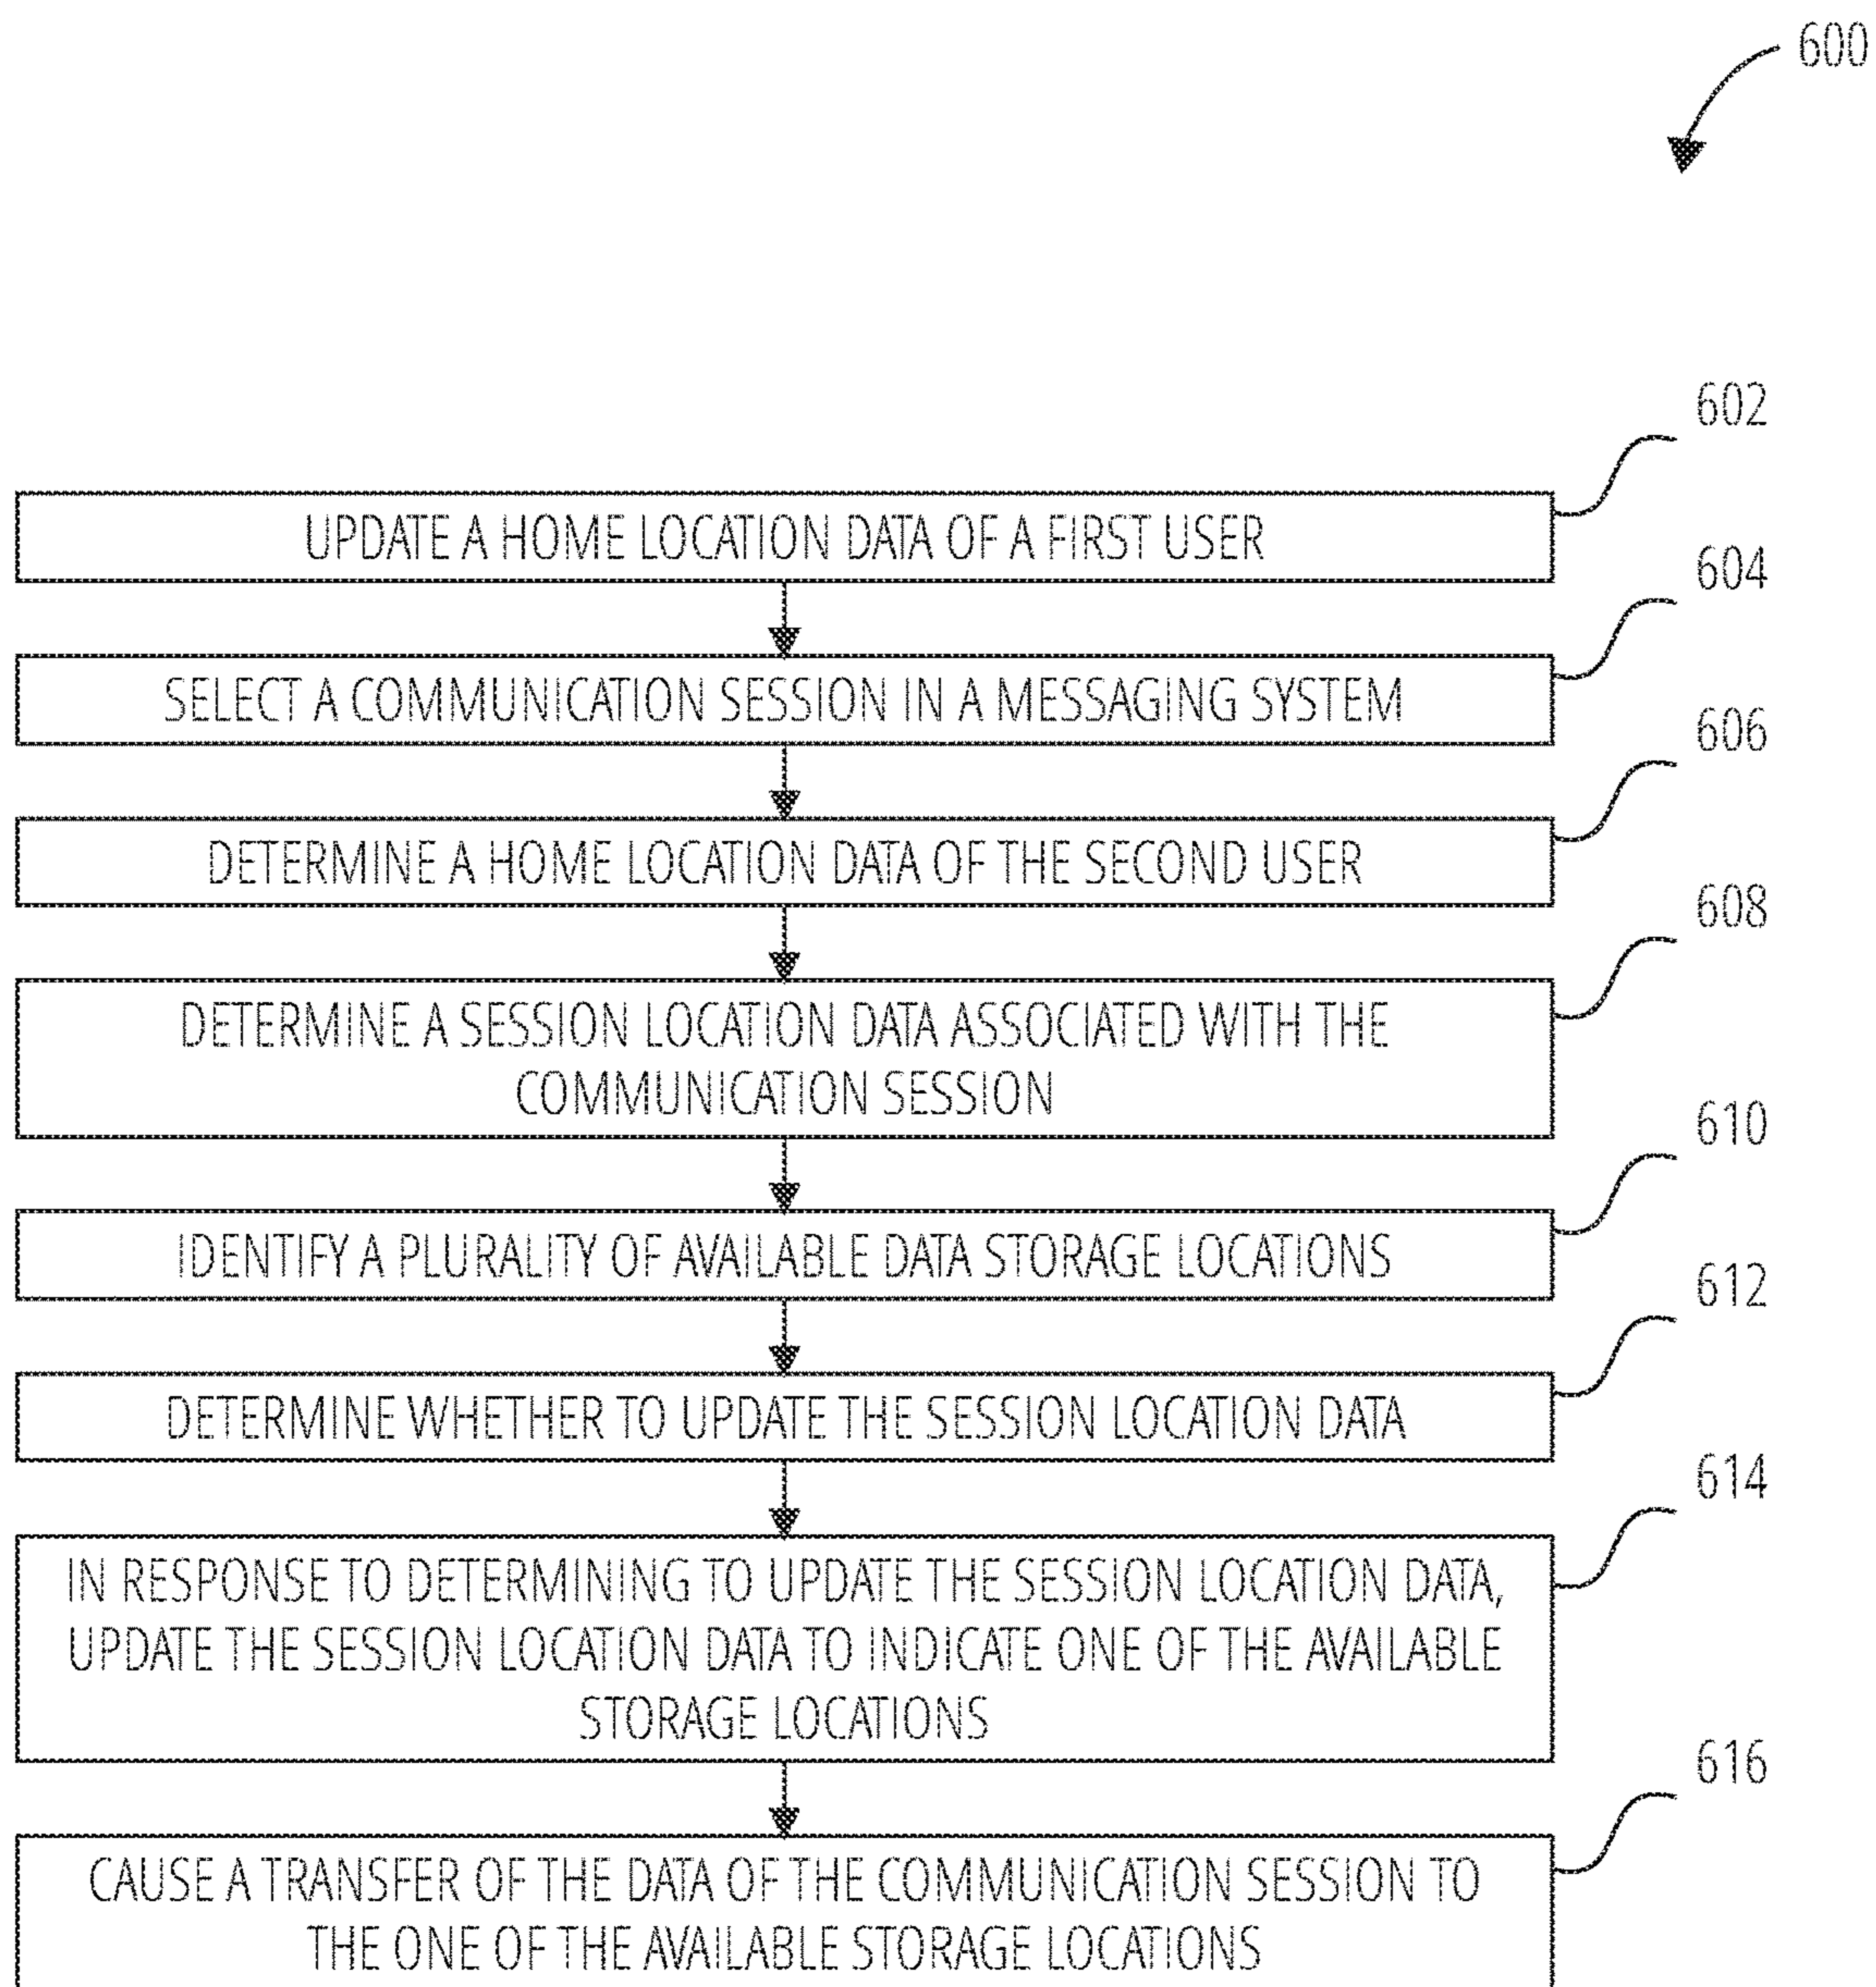 600
602
UPDATE A HOME LOCATION DATA OF A FIRST USER
604
SELECT A COMMUNICATION SESSION IN A MESSAGING SYSTEM
606
DETERMINE A HOME LOCATION DATA OF THE SECOND USER
608
DETERMINE A SESSION LOCATION DATA ASSOCIATED WITH THE
COMMUNICATION SESSION
610
IDENTIFY A PLURALITY OF AVAILABLE DATA STORAGE LOCATIONS
612
DETERMINE WHETHER TO UPDATE THE SESSION LOCATION DATA
614
IN RESPONSE TO DETERMINING TO UPDATE THE SESSION LOCATION DATA,
UPDATE THE SESSION LOCATION DATA TO INDICATE ONE OF THE AVAILABLE
STORAGE LOCATIONS
616
CAUSE A TRANSFER OF THE DATA OF THE COMMUNICATION SESSION TO
THE ONE OF THE AVAILABLE STORAGE LOCATIONS